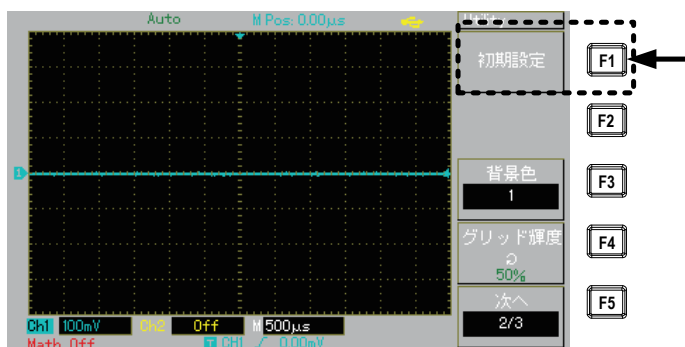 Auto M Pos: 0.00μs Utility
初期設定 F1
F2
背景色 F3
1
グリッド輝度 F4
50%
次へ F5
2/3
1
Ch1 100mV Ch2 Off M 500μs
Math Off T CH1 0.00mV